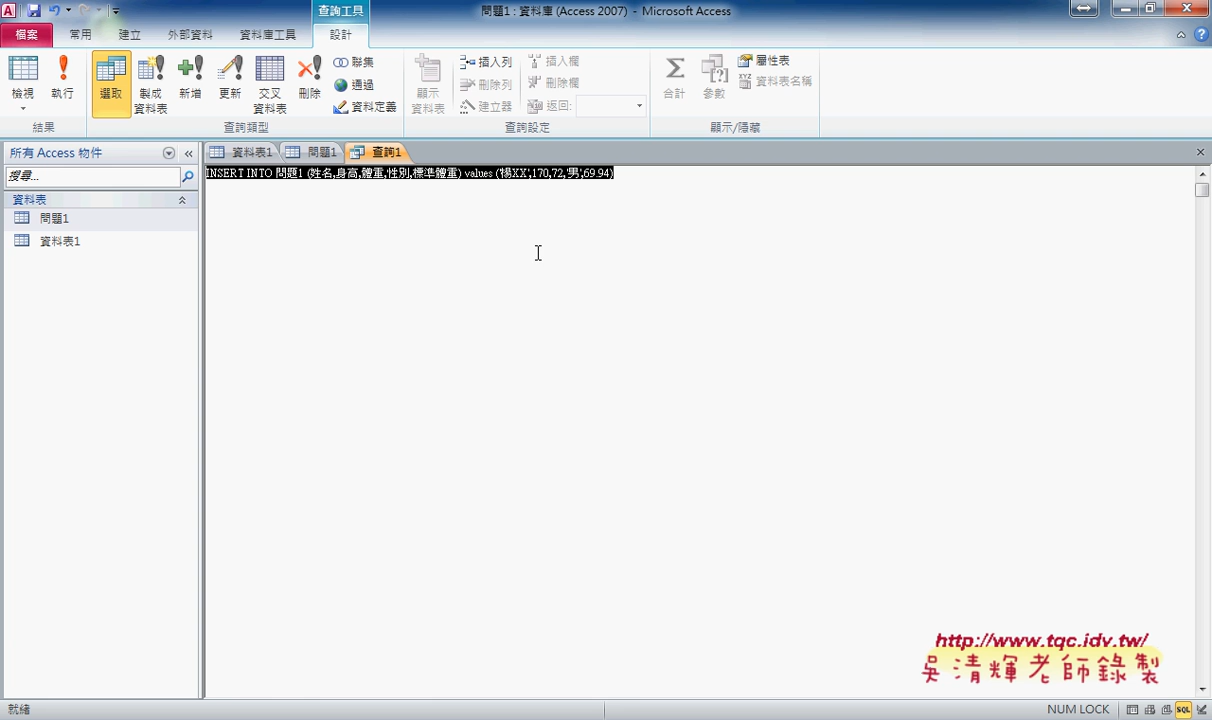 查詢工具
問題1 : 資料庫 (Access 2007) - Microsoft Access
檔案 常用 建立 外部資料 資料庫工具 設計
檢視 執行 選取 製成資料表 新增 更新 交叉資料表 刪除 聯集 通過 資料定義 顯示資料表 插入列 刪除列 建立器 插入欄 刪除欄 返回: 合計 參數 屬性表 資料表名稱
結果 查詢類型 查詢設定 顯示/隱藏
所有 Access 物件 資料表1 問題1 查詢1
搜尋...
INSERT INTO 問題1 (姓名,身高,體重,性別,標準體重) values ('楊XX',170,72,'男',69.94)
資料表
問題1
資料表1
http://www.tqc.idv.tw/
吳清輝老師錄製
就緒 NUM LOCK SQL